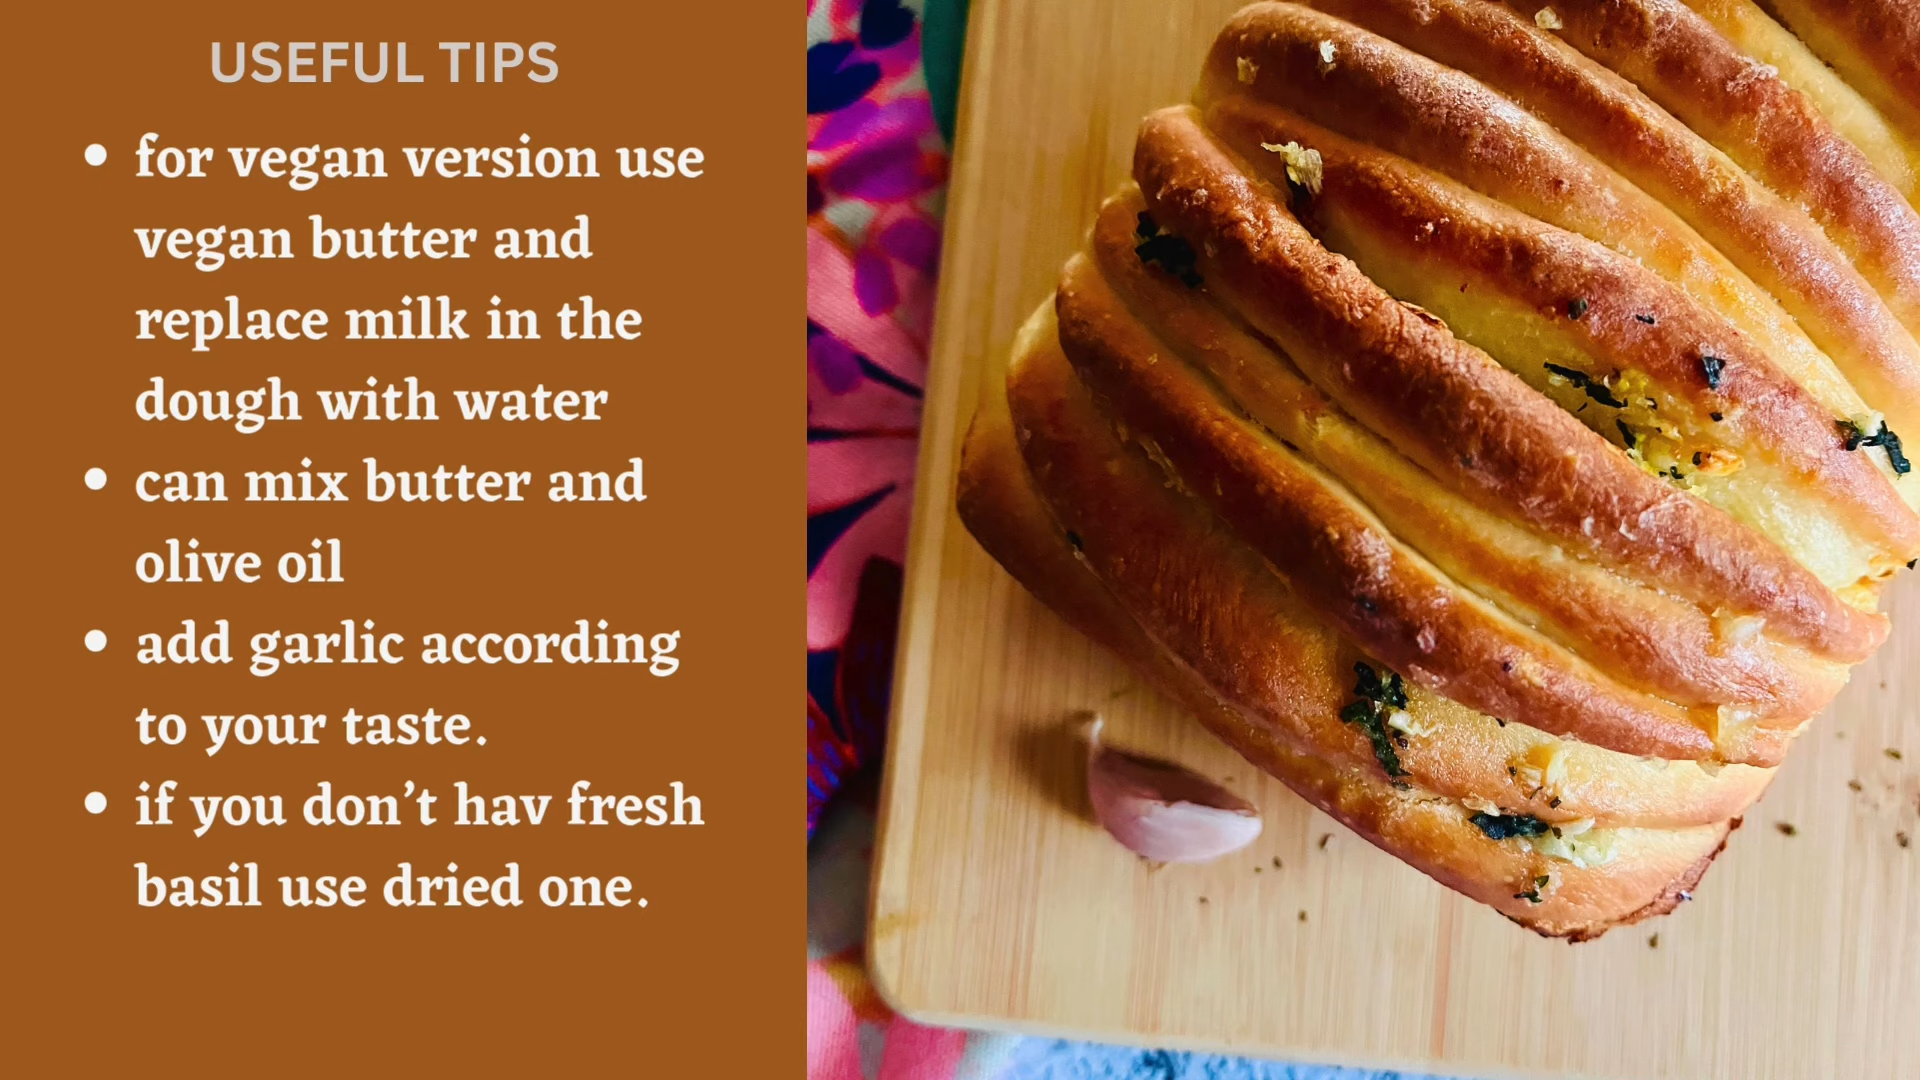 USEFUL TIPS
• for vegan version use
vegan butter and
replace milk in the
dough with water
• can mix butter and
olive oil
• add garlic according
to your taste.
• if you don’t hav fresh
basil use dried one.